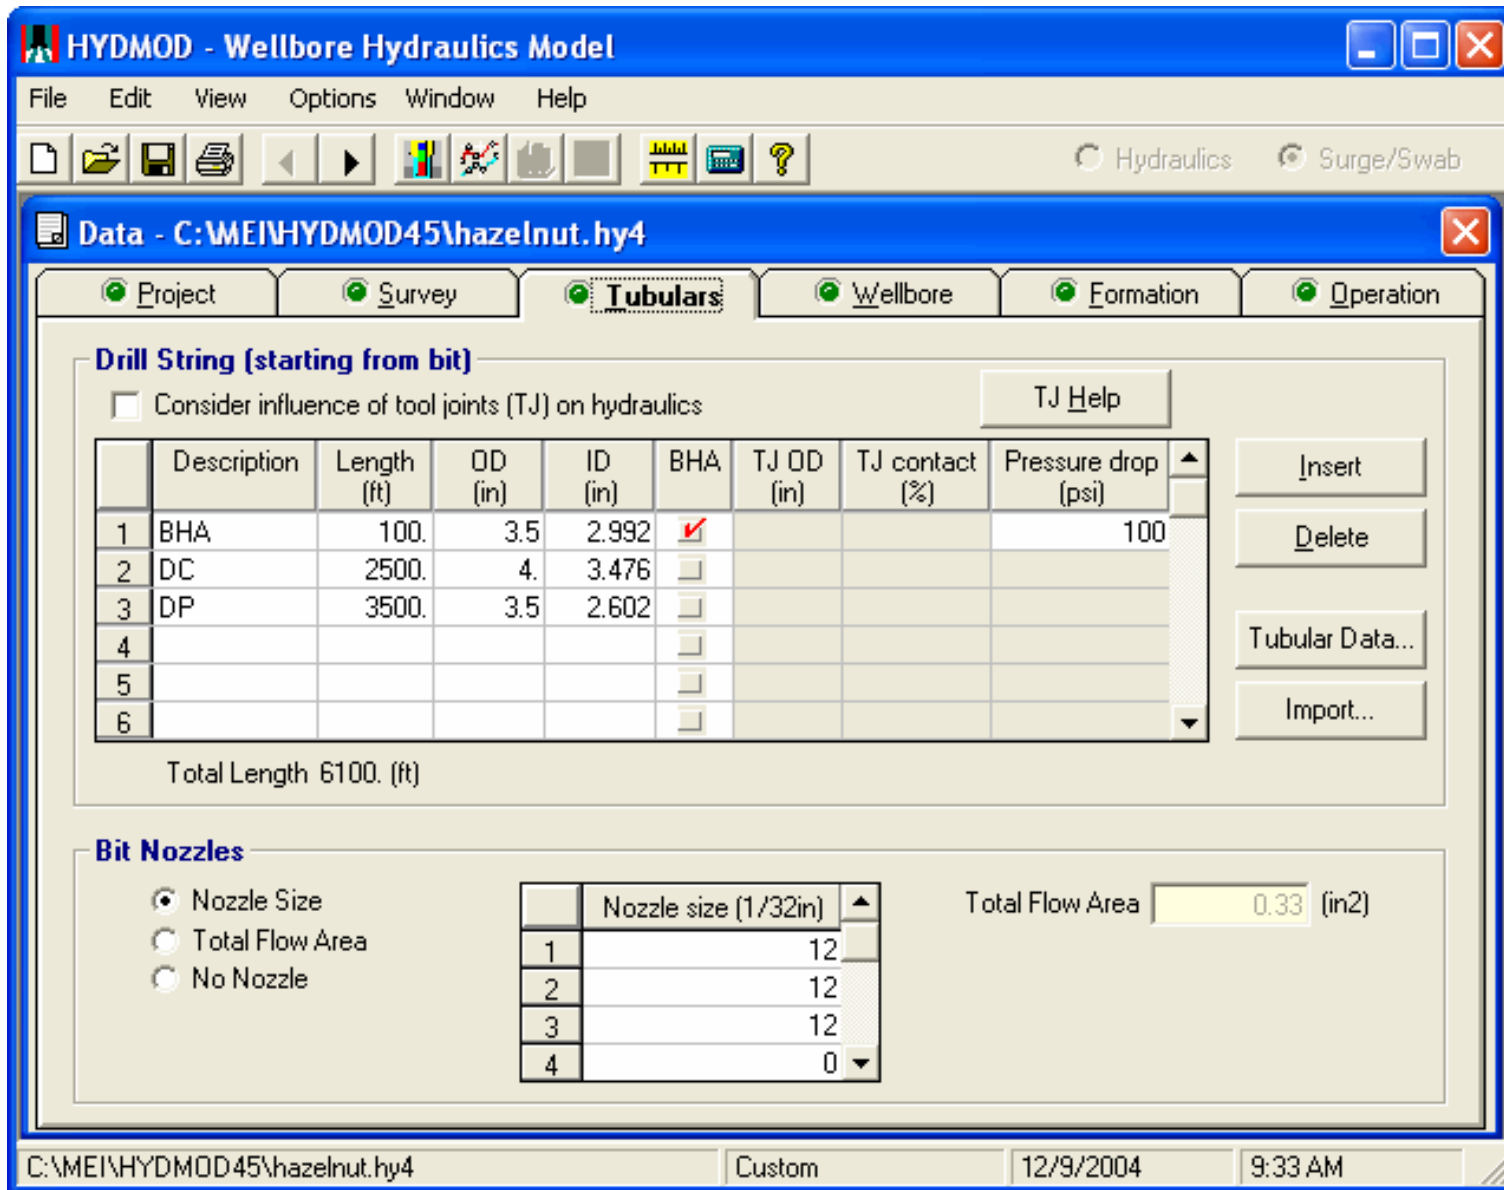 HYDMOD - Wellbore Hydraulics Model
File Edit View Options Window Help
Hydraulics Surge/Swab
Data - C:\MEI\HYDMOD45\hazelnut.hy4
Project Survey Tubulars Wellbore Formation Operation
Drill String (starting from bit)
Consider influence of tool joints (TJ) on hydraulics TJ Help
Description Length (ft) OD (in) ID (in) BHA TJ OD (in) TJ contact (%) Pressure drop (psi)
1 BHA 100. 3.5 2.992 100
2 DC 2500. 4. 3.476
3 DP 3500. 3.5 2.602
4
5
6
Insert
Delete
Tubular Data...
Import...
Total Length 6100. (ft)
Bit Nozzles
Nozzle Size
Total Flow Area
No Nozzle
Nozzle size (1/32in)
1 12
2 12
3 12
4 0
Total Flow Area 0.33 (in2)
C:\MEI\HYDMOD45\hazelnut.hy4 Custom 12/9/2004 9:33 AM